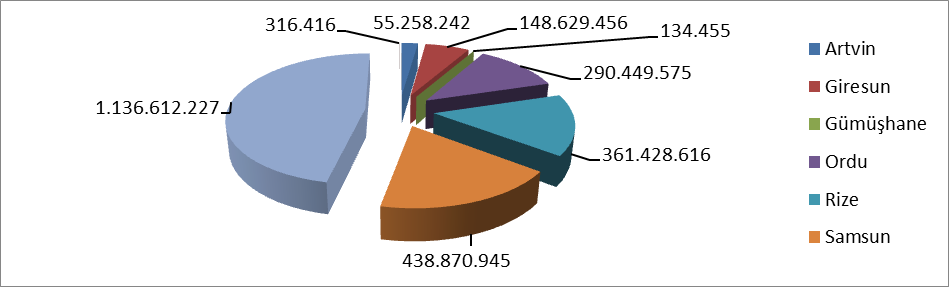 316.416
55.258.242
148.629.456
134.455
290.449.575
361.428.616
438.870.945
1.136.612.227
Artvin
Giresun
Gümüşhane
Ordu
Rize
Samsun